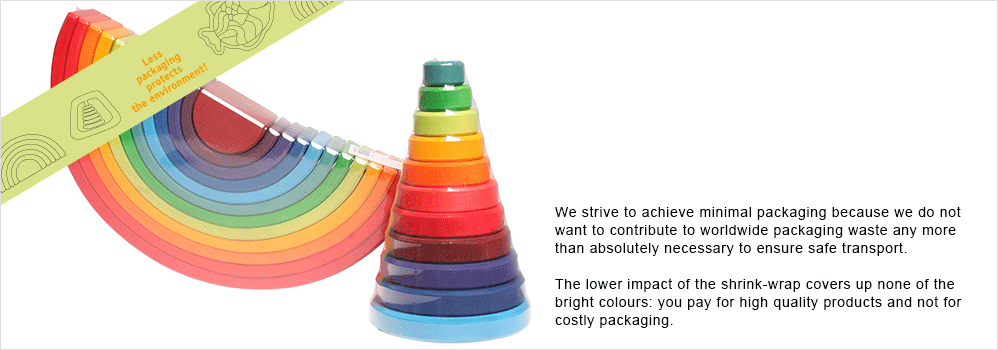 Less
packaging
protects
the environment!
We strive to achieve minimal packaging because we do not
want to contribute to worldwide packaging waste any more
than absolutely necessary to ensure safe transport.
The lower impact of the shrink-wrap covers up none of the
bright colours: you pay for high quality products and not for
costly packaging.